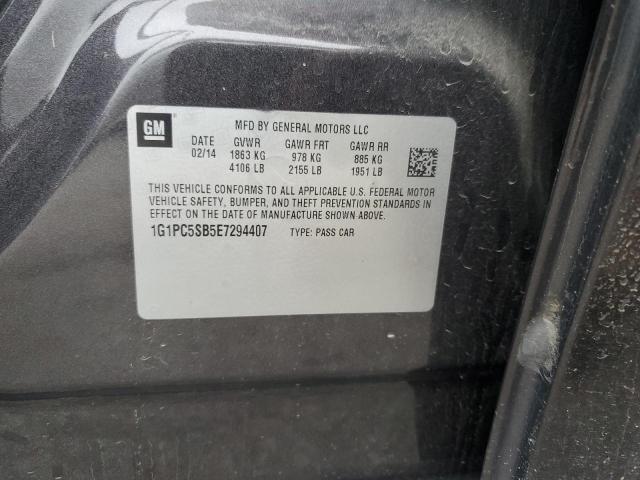 GM
MFD BY GENERAL MOTORS LLC
DATE GVWR GAWR FRT GAWR RR
02/14 1863 KG 978 KG 885 KG
4106 LB 2155 LB 1951 LB
THIS VEHICLE CONFORMS TO ALL APPLICABLE U.S. FEDERAL MOTOR
VEHICLE SAFETY, BUMPER, AND THEFT PREVENTION STANDARDS IN
EFFECT ON THE DATE OF MANUFACTURE SHOWN ABOVE.
1G1PC5SB5E7294407 TYPE: PASS CAR